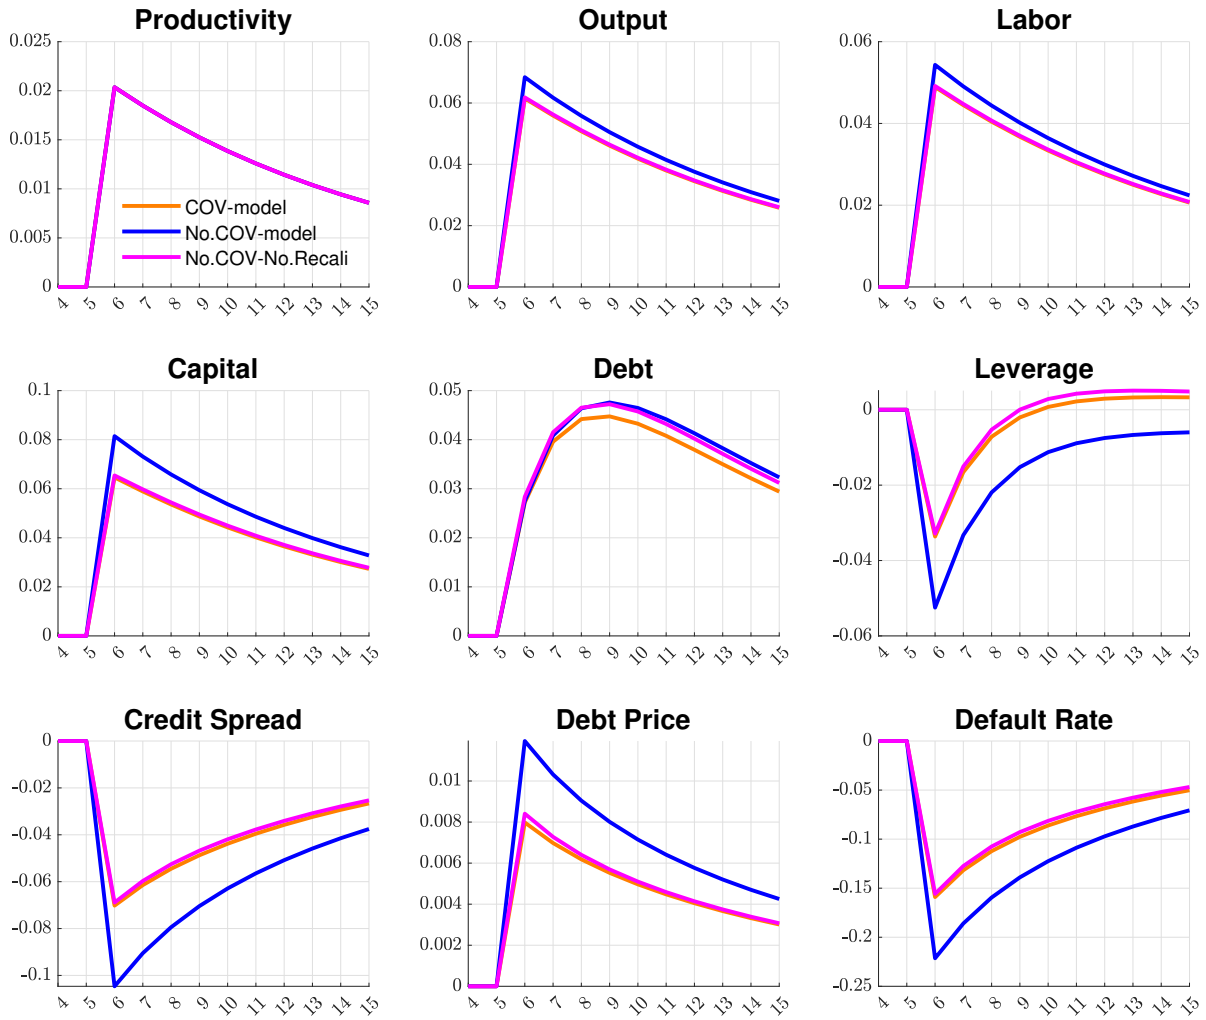 Productivity
0.025
0.02
0.015
0.01
0.005
0
COV-model
No.COV-model
No.COV-No.Recali
4 5 6 7 8 9 10 11 12 13 14 15
Output
0.08
0.06
0.04
0.02
0
4 5 6 7 8 9 10 11 12 13 14 15
Labor
0.06
0.04
0.02
0
4 5 6 7 8 9 10 11 12 13 14 15
Capital
0.1
0.08
0.06
0.04
0.02
0
4 5 6 7 8 9 10 11 12 13 14 15
Debt
0.05
0.04
0.03
0.02
0.01
0
4 5 6 7 8 9 10 11 12 13 14 15
Leverage
0
-0.02
-0.04
-0.06
4 5 6 7 8 9 10 11 12 13 14 15
Credit Spread
0
-0.02
-0.04
-0.06
-0.08
-0.1
4 5 6 7 8 9 10 11 12 13 14 15
Debt Price
0.01
0.008
0.006
0.004
0.002
0
4 5 6 7 8 9 10 11 12 13 14 15
Default Rate
0
-0.05
-0.1
-0.15
-0.2
-0.25
4 5 6 7 8 9 10 11 12 13 14 15